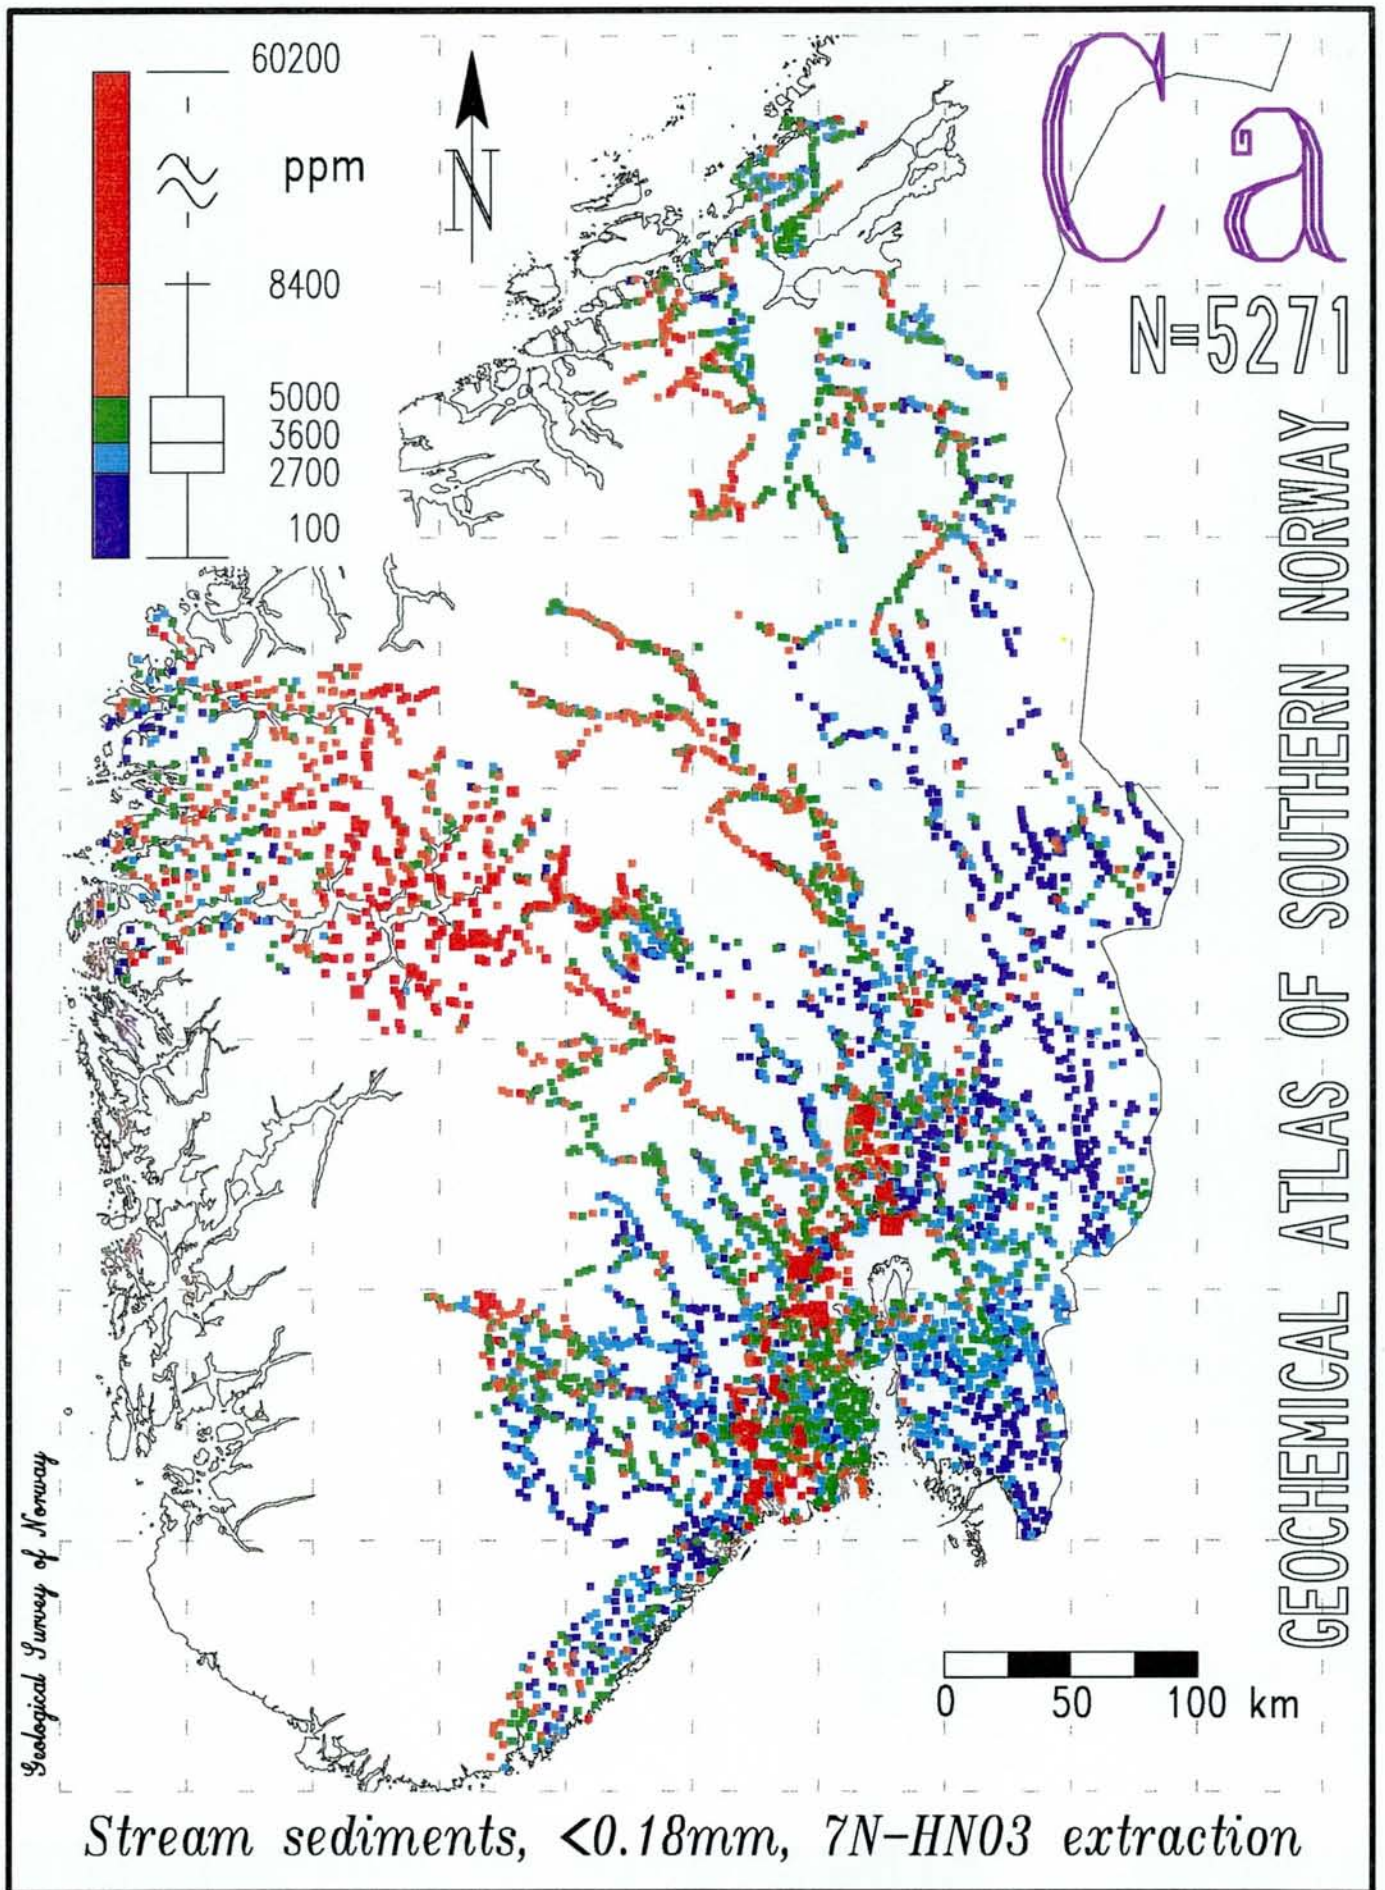 60200
ppm
8400
5000
3600
2700
100
N
Ca
N=5271
GEOCHEMICAL ATLAS OF SOUTHERN NORWAY
Geological Survey of Norway
0 50 100 km
Stream sediments, <0.18mm, 7N-HNO3 extraction